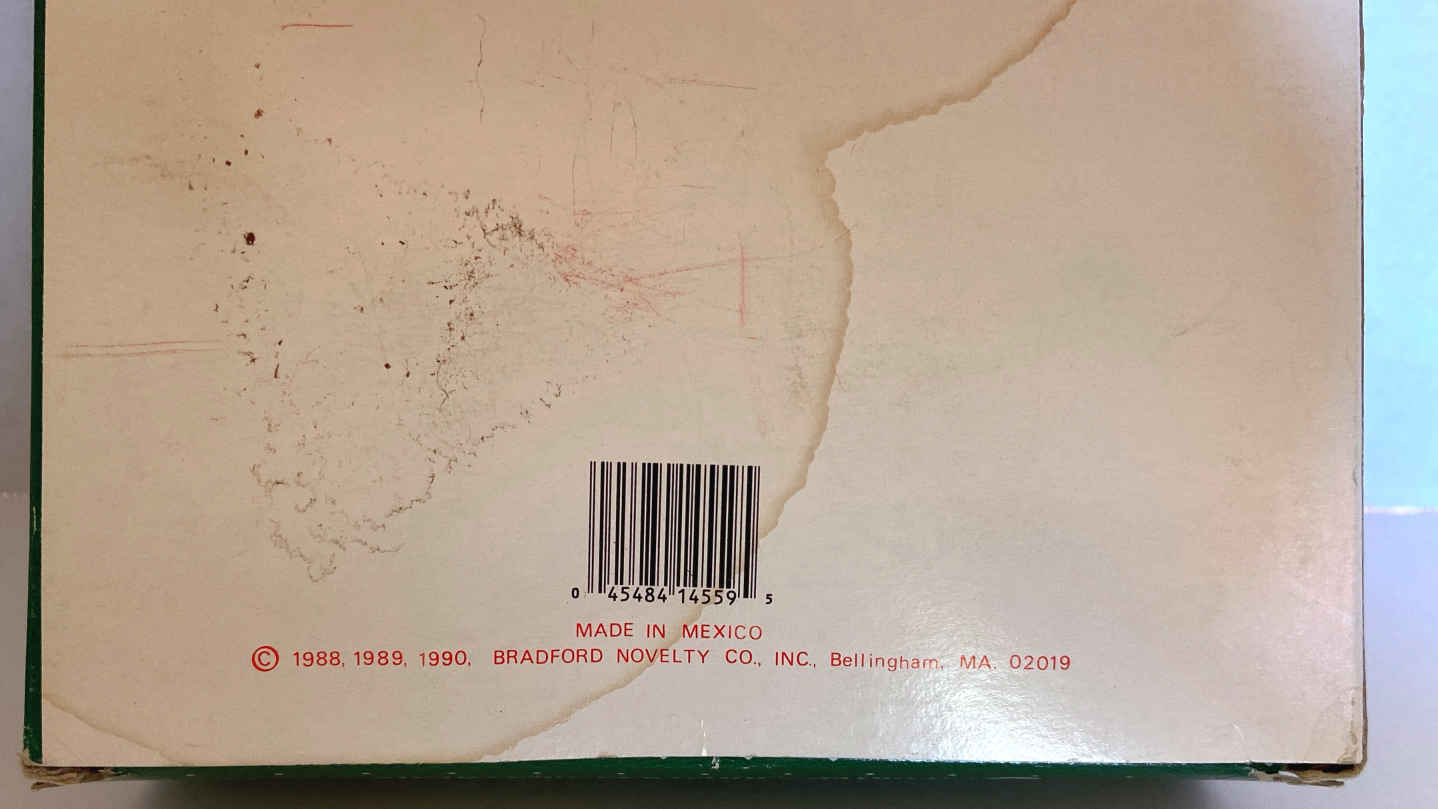 0 45484 14559 5
MADE IN MEXICO
© 1988, 1989, 1990, BRADFORD NOVELTY CO., INC., Bellingham, MA. 02019